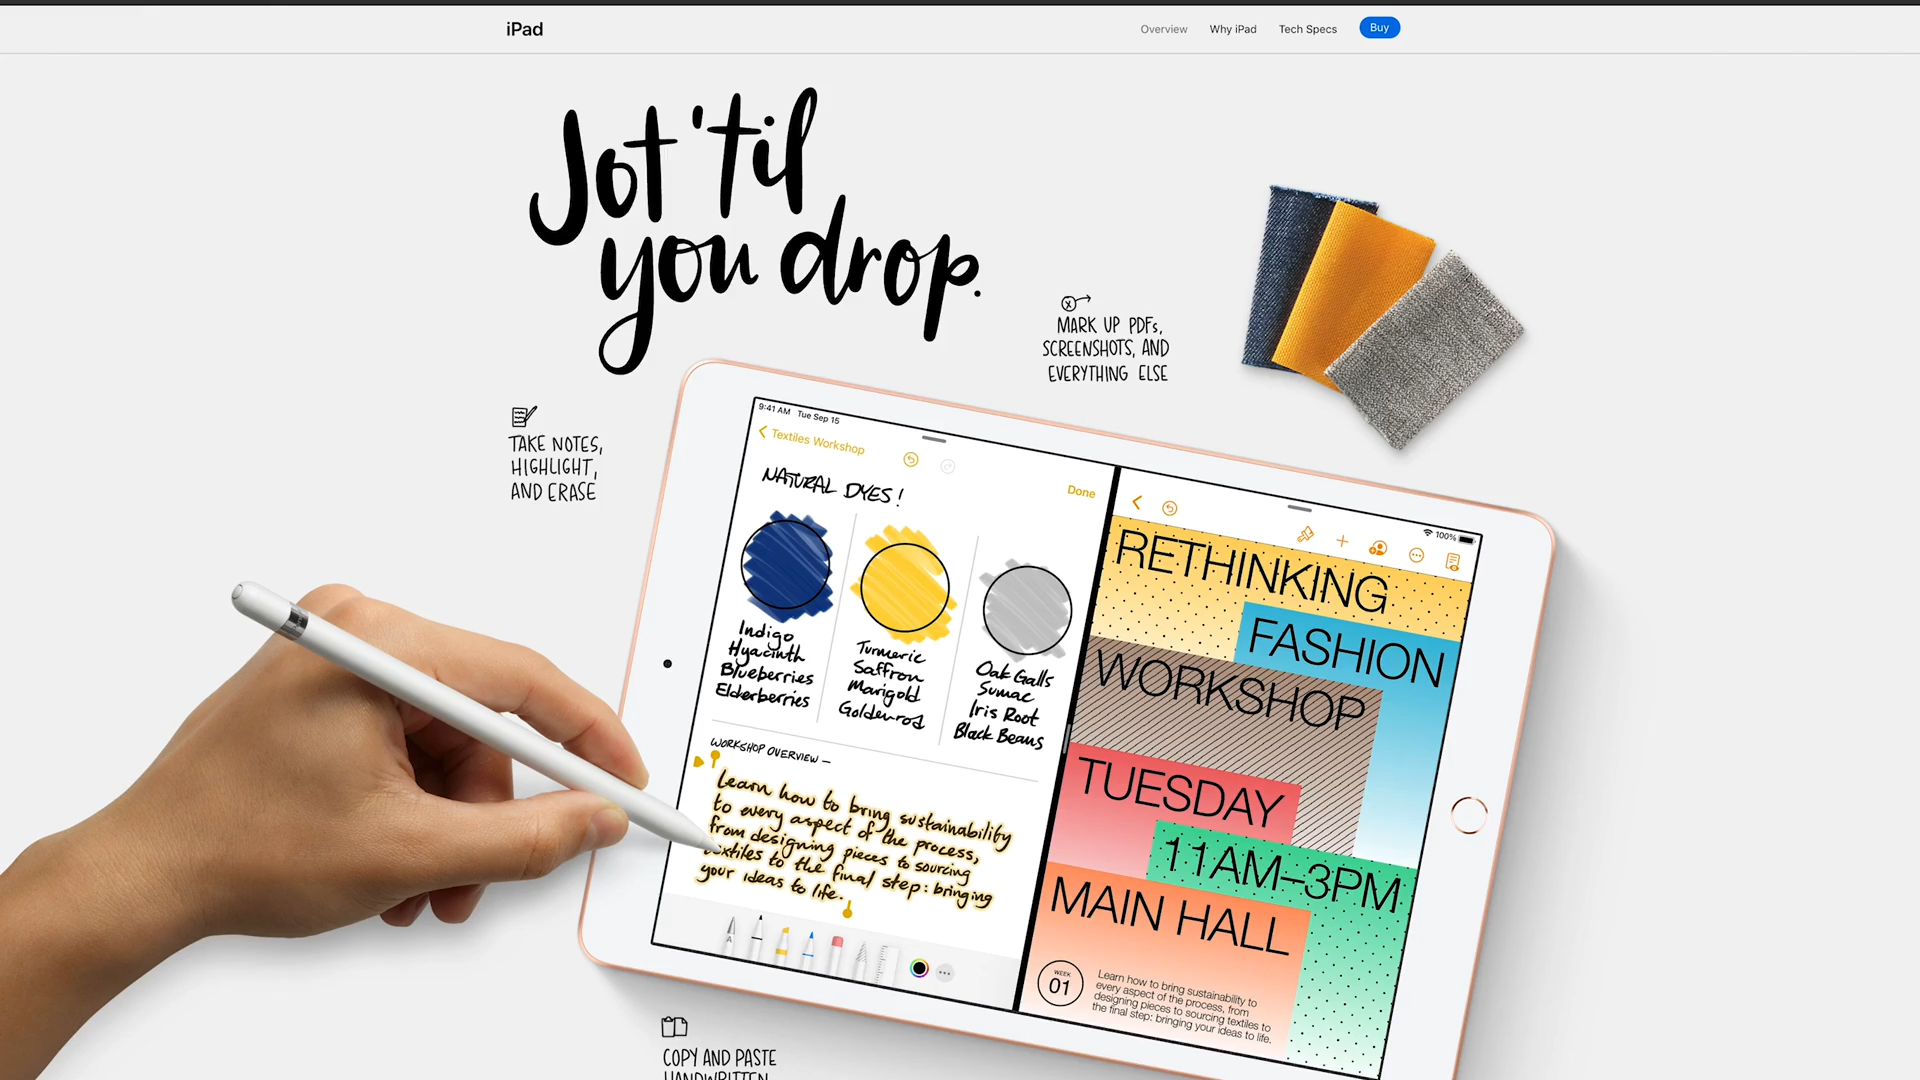 iPad
Overview
Why iPad
Tech Specs
Buy
Jot 'til
you drop.
MARK UP PDFs,
SCREENSHOTS, AND
EVERYTHING ELSE
TAKE NOTES,
HIGHLIGHT,
AND ERASE
9:41 AM Tue Sep 15
Textiles Workshop
Done
NATURAL DYES!
Indigo
Hyacinth
Blueberries
Elderberries
Turmeric
Saffron
Marigold
Goldenrod
Oak Galls
Sumac
Iris Root
Black Beans
WORKSHOP OVERVIEW —
Learn how to bring sustainability
to every aspect of the process,
from designing pieces to sourcing
textiles to the final step: bringing
your ideas to life.
100%
RETHINKING
FASHION
WORKSHOP
TUESDAY
11AM–3PM
MAIN HALL
WEEK
01
Learn how to bring sustainability to
every aspect of the process, from
designing pieces to sourcing textiles to
the final step: bringing your ideas to life.
COPY AND PASTE
HANDWRITTEN